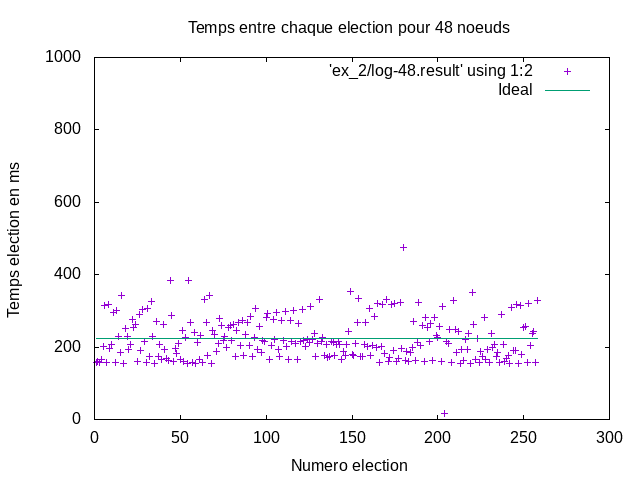 Temps entre chaque election pour 48 noeuds
1000
800
600
400
200
0
Temps election en ms
'ex_2/log-48.result' using 1:2
Ideal
0 50 100 150 200 250 300
Numero election